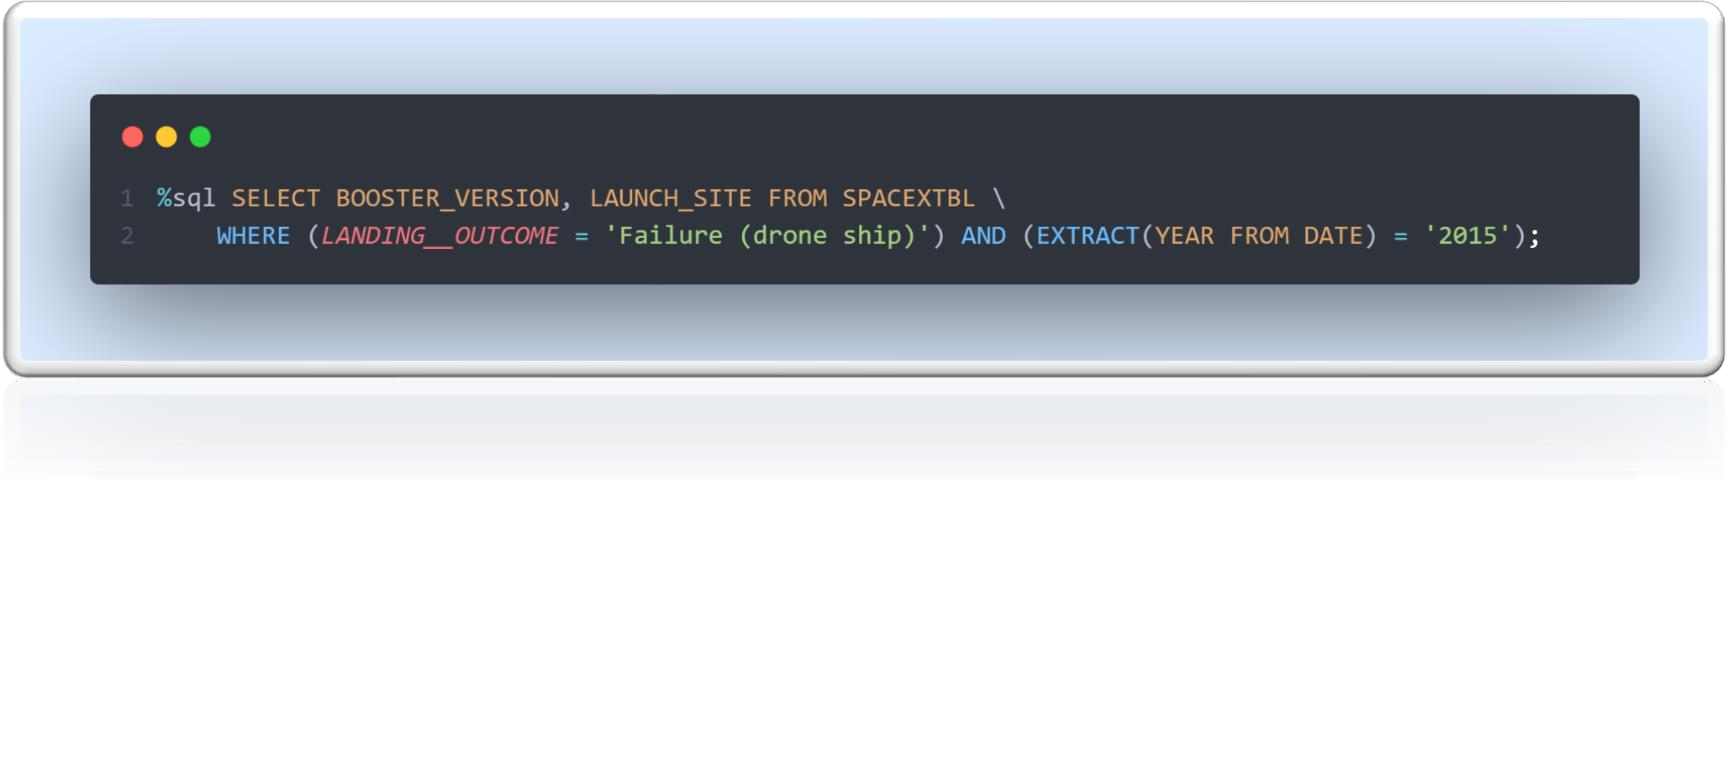 1 %sql SELECT BOOSTER_VERSION, LAUNCH_SITE FROM SPACEXTBL \
2     WHERE (LANDING__OUTCOME = 'Failure (drone ship)') AND (EXTRACT(YEAR FROM DATE) = '2015');